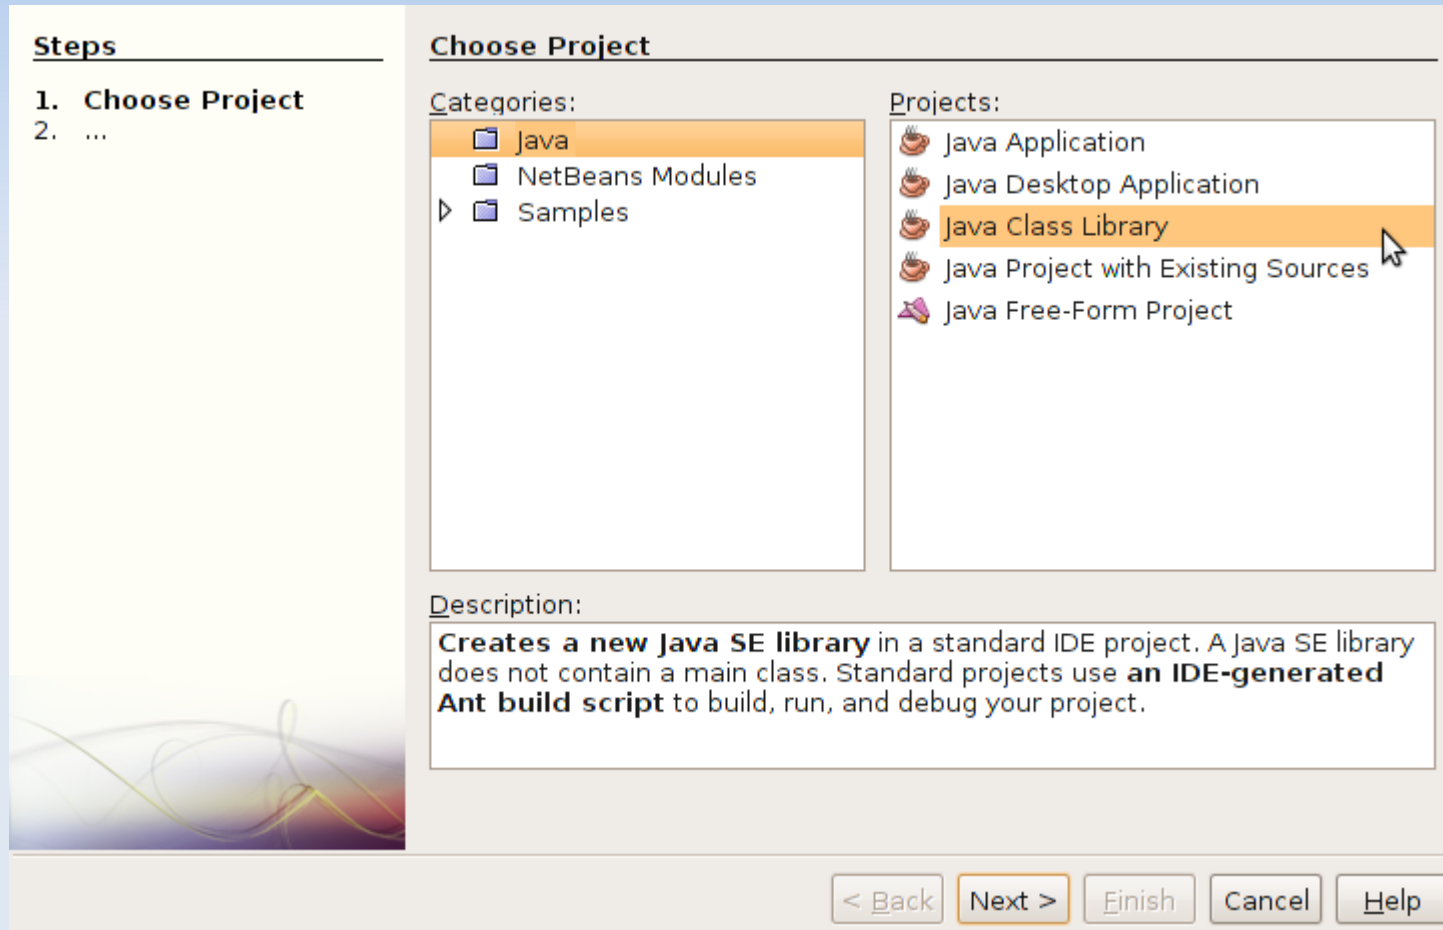 Steps
1. Choose Project
2. ...
Choose Project
Categories:
Java
NetBeans Modules
Samples
Projects:
Java Application
Java Desktop Application
Java Class Library
Java Project with Existing Sources
Java Free-Form Project
Description:
Creates a new Java SE library in a standard IDE project. A Java SE library
does not contain a main class. Standard projects use an IDE-generated
Ant build script to build, run, and debug your project.
< Back Next > Finish Cancel Help